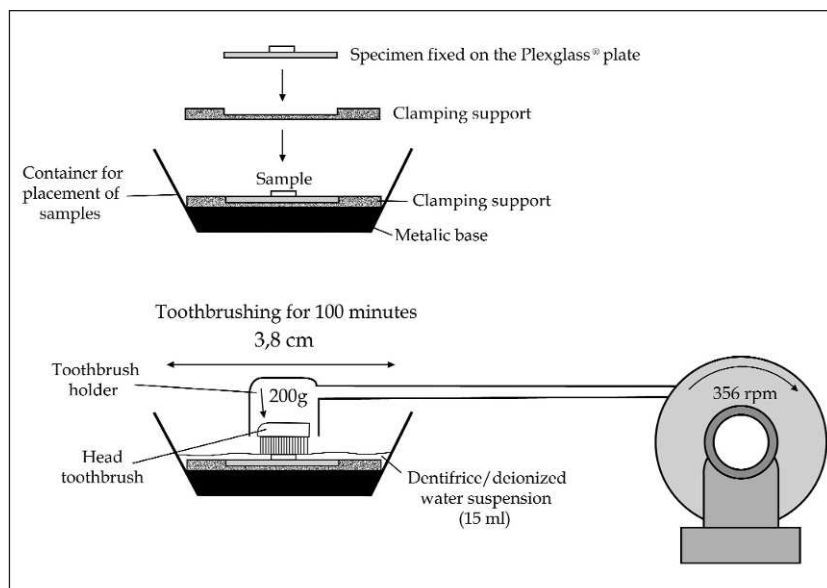 Specimen fixed on the Plexglass® plate
Clamping support
Container for
placement of
samples
Sample
Clamping support
Metalic base
Toothbrushing for 100 minutes
3,8 cm
Toothbrush
holder
200g
356 rpm
Head
toothbrush
Dentifrice/deionized
water suspension
(15 ml)